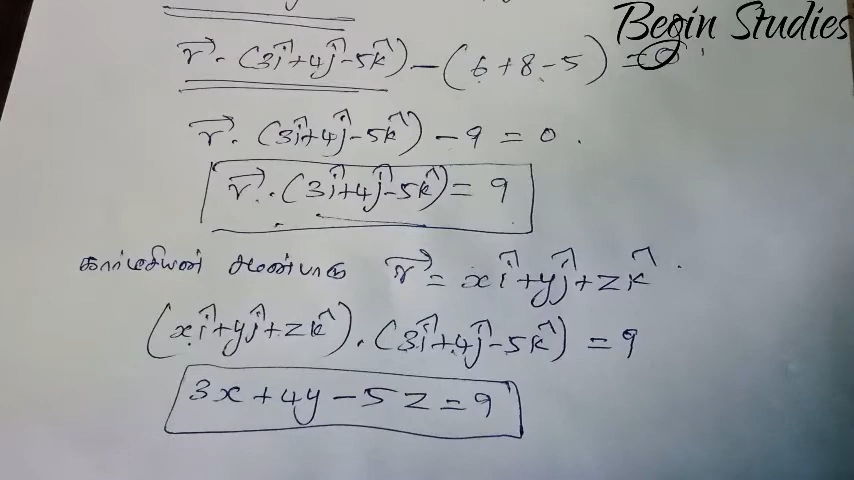 Begin Studies
r⃗ · (3î+4ĵ-5k̂) - (6+8-5) = 0
r⃗ · (3î+4ĵ-5k̂) - 9 = 0.
r⃗ · (3î+4ĵ-5k̂) = 9
கார்டீசியன் சமன்பாடு r⃗ = xî+yĵ+zk̂.
(xî+yĵ+zk̂) · (3î+4ĵ-5k̂) = 9
3x+4y-5z=9